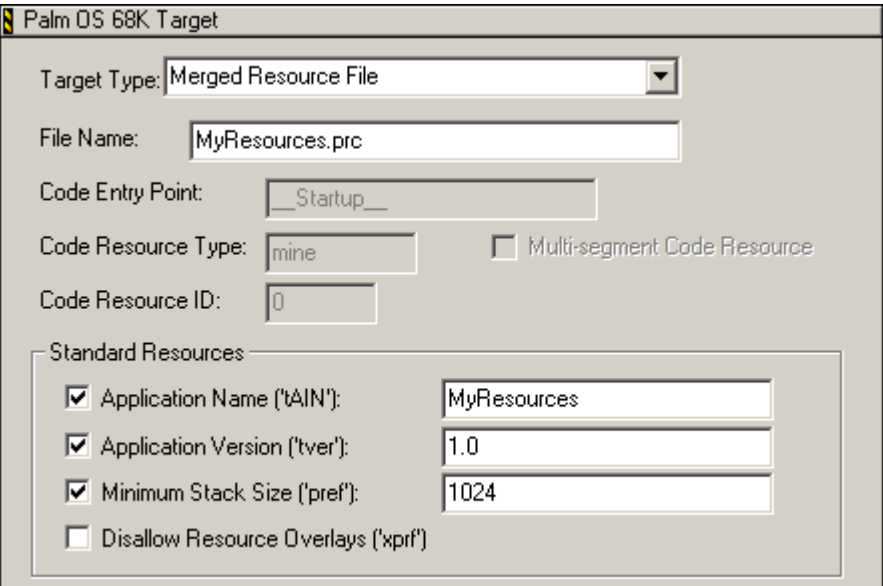 Palm OS 68K Target
Target Type: Merged Resource File
File Name: MyResources.prc
Code Entry Point: __Startup__
Code Resource Type: mine Multi-segment Code Resource
Code Resource ID: 0
Standard Resources
Application Name ('tAIN'): MyResources
Application Version ('tver'): 1.0
Minimum Stack Size ('pref'): 1024
Disallow Resource Overlays ('xprf')